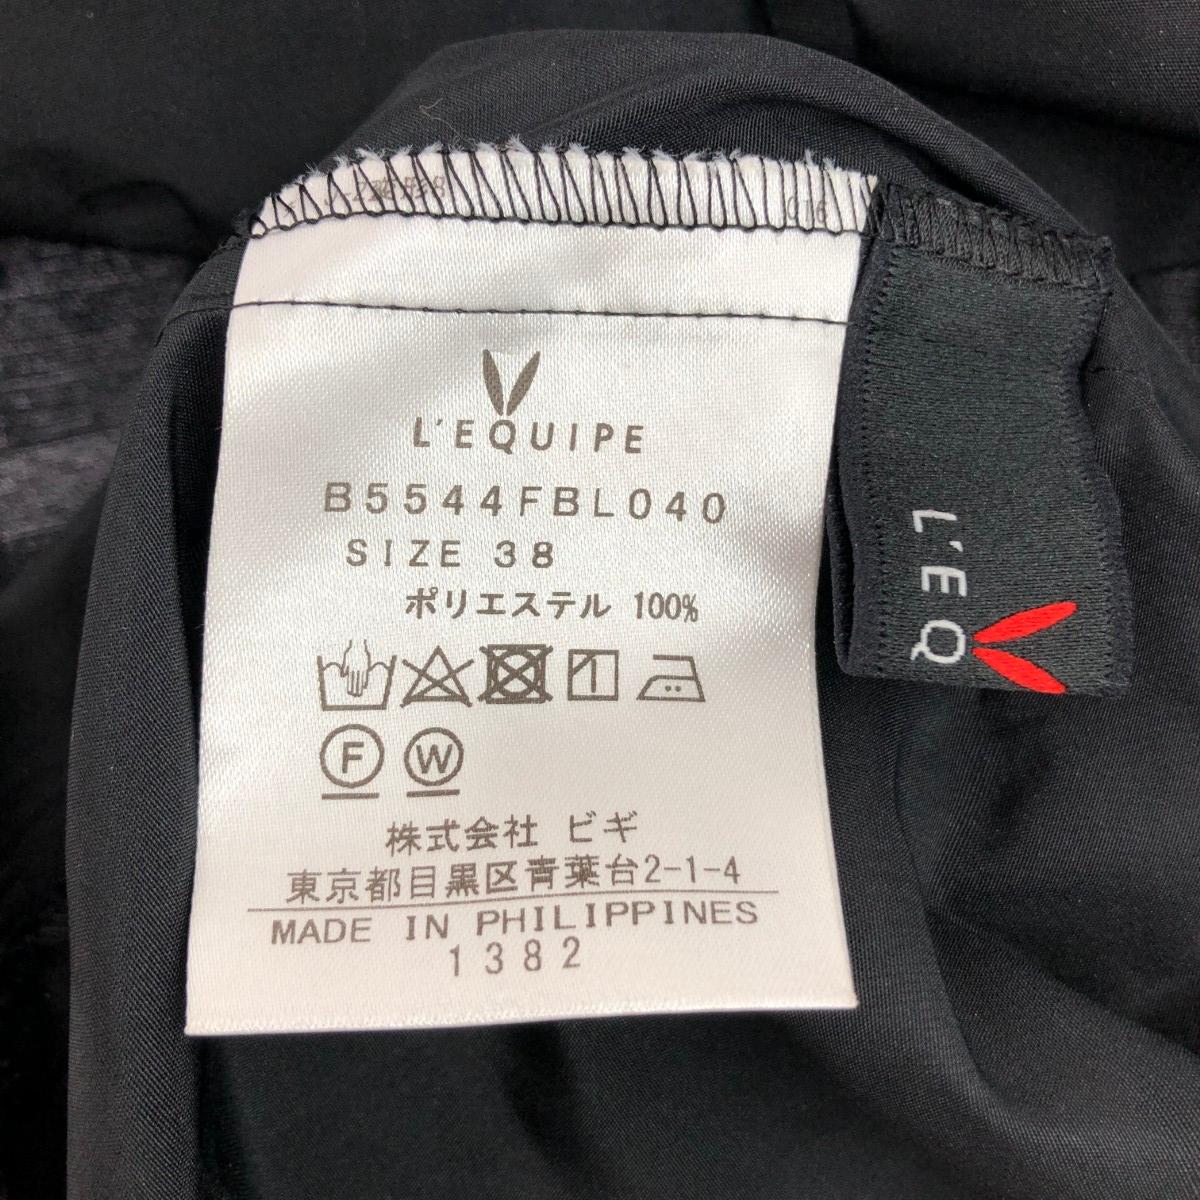 L'EQUIPE
B5544FBL040
SIZE 38
ポリエステル 100%
F W
株式会社 ビギ
東京都目黒区青葉台2-1-4
MADE IN PHILIPPINES
1382
L'EQ